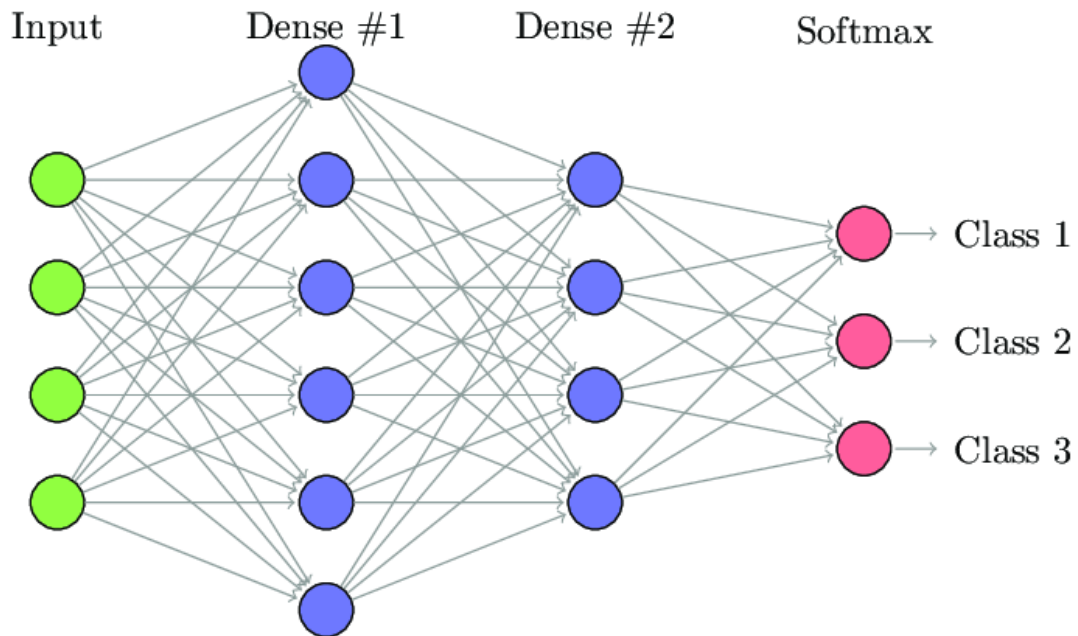 Input
Dense #1
Dense #2
Softmax
Class 1
Class 2
Class 3